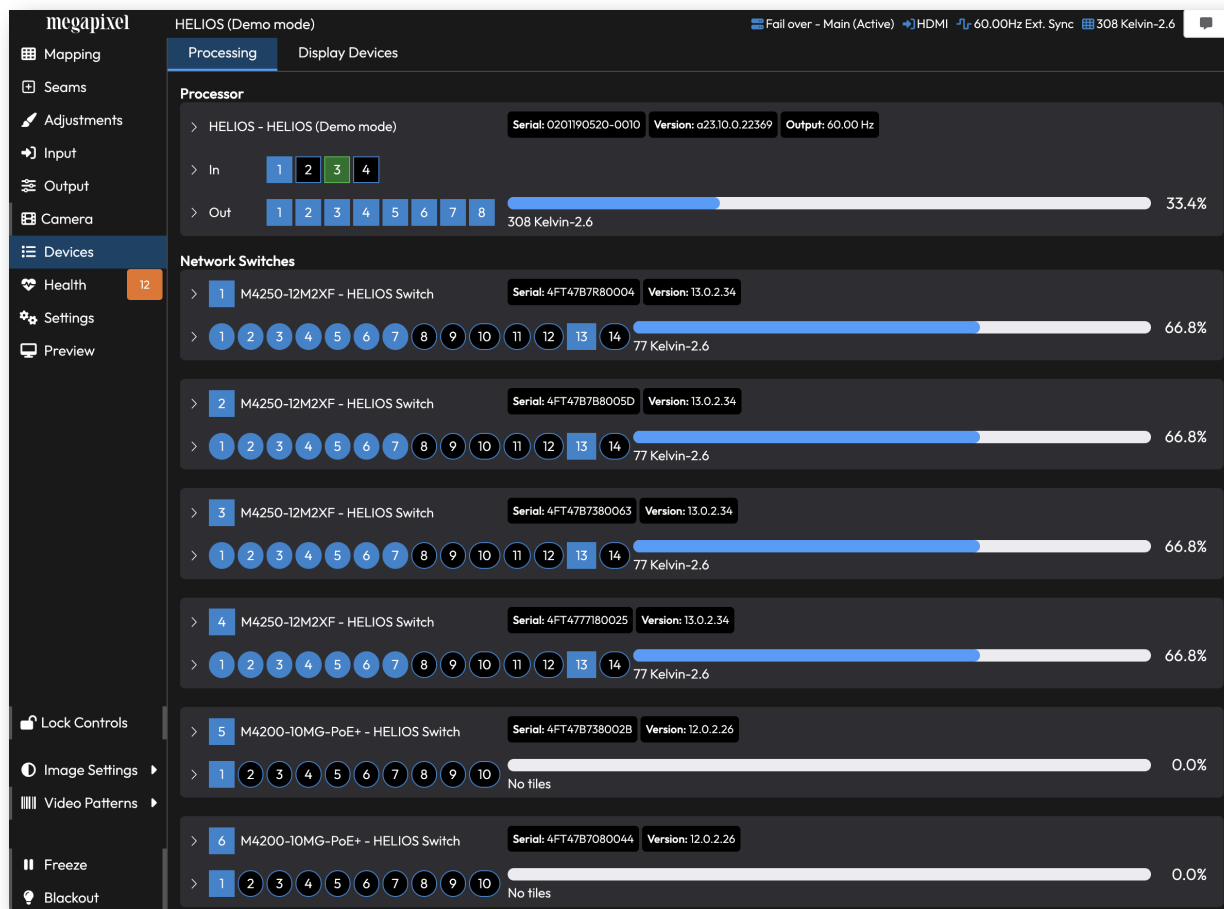 megapixel
HELIOS (Demo mode)
Fail over - Main (Active) HDMI 60.00Hz Ext. Sync 308 Kelvin-2.6
Mapping
Seams
Adjustments
Input
Output
Camera
Devices
Health 12
Settings
Preview
Lock Controls
Image Settings
Video Patterns
Freeze
Blackout
Processing Display Devices
Processor
HELIOS - HELIOS (Demo mode) Serial: 0201190520-0010 Version: a23.10.0.22369 Output: 60.00 Hz
In 1 2 3 4
Out 1 2 3 4 5 6 7 8 33.4%
308 Kelvin-2.6
Network Switches
1 M4250-12M2XF - HELIOS Switch Serial: 4FT47B7R80004 Version: 13.0.2.34
1 2 3 4 5 6 7 8 9 10 11 12 13 14 66.8%
77 Kelvin-2.6
2 M4250-12M2XF - HELIOS Switch Serial: 4FT47B7B8005D Version: 13.0.2.34
1 2 3 4 5 6 7 8 9 10 11 12 13 14 66.8%
77 Kelvin-2.6
3 M4250-12M2XF - HELIOS Switch Serial: 4FT47B7380063 Version: 13.0.2.34
1 2 3 4 5 6 7 8 9 10 11 12 13 14 66.8%
77 Kelvin-2.6
4 M4250-12M2XF - HELIOS Switch Serial: 4FT4777180025 Version: 13.0.2.34
1 2 3 4 5 6 7 8 9 10 11 12 13 14 66.8%
77 Kelvin-2.6
5 M4200-10MG-PoE+ - HELIOS Switch Serial: 4FT47B738002B Version: 12.0.2.26
1 2 3 4 5 6 7 8 9 10 0.0%
No tiles
6 M4200-10MG-PoE+ - HELIOS Switch Serial: 4FT47B7080044 Version: 12.0.2.26
1 2 3 4 5 6 7 8 9 10 0.0%
No tiles